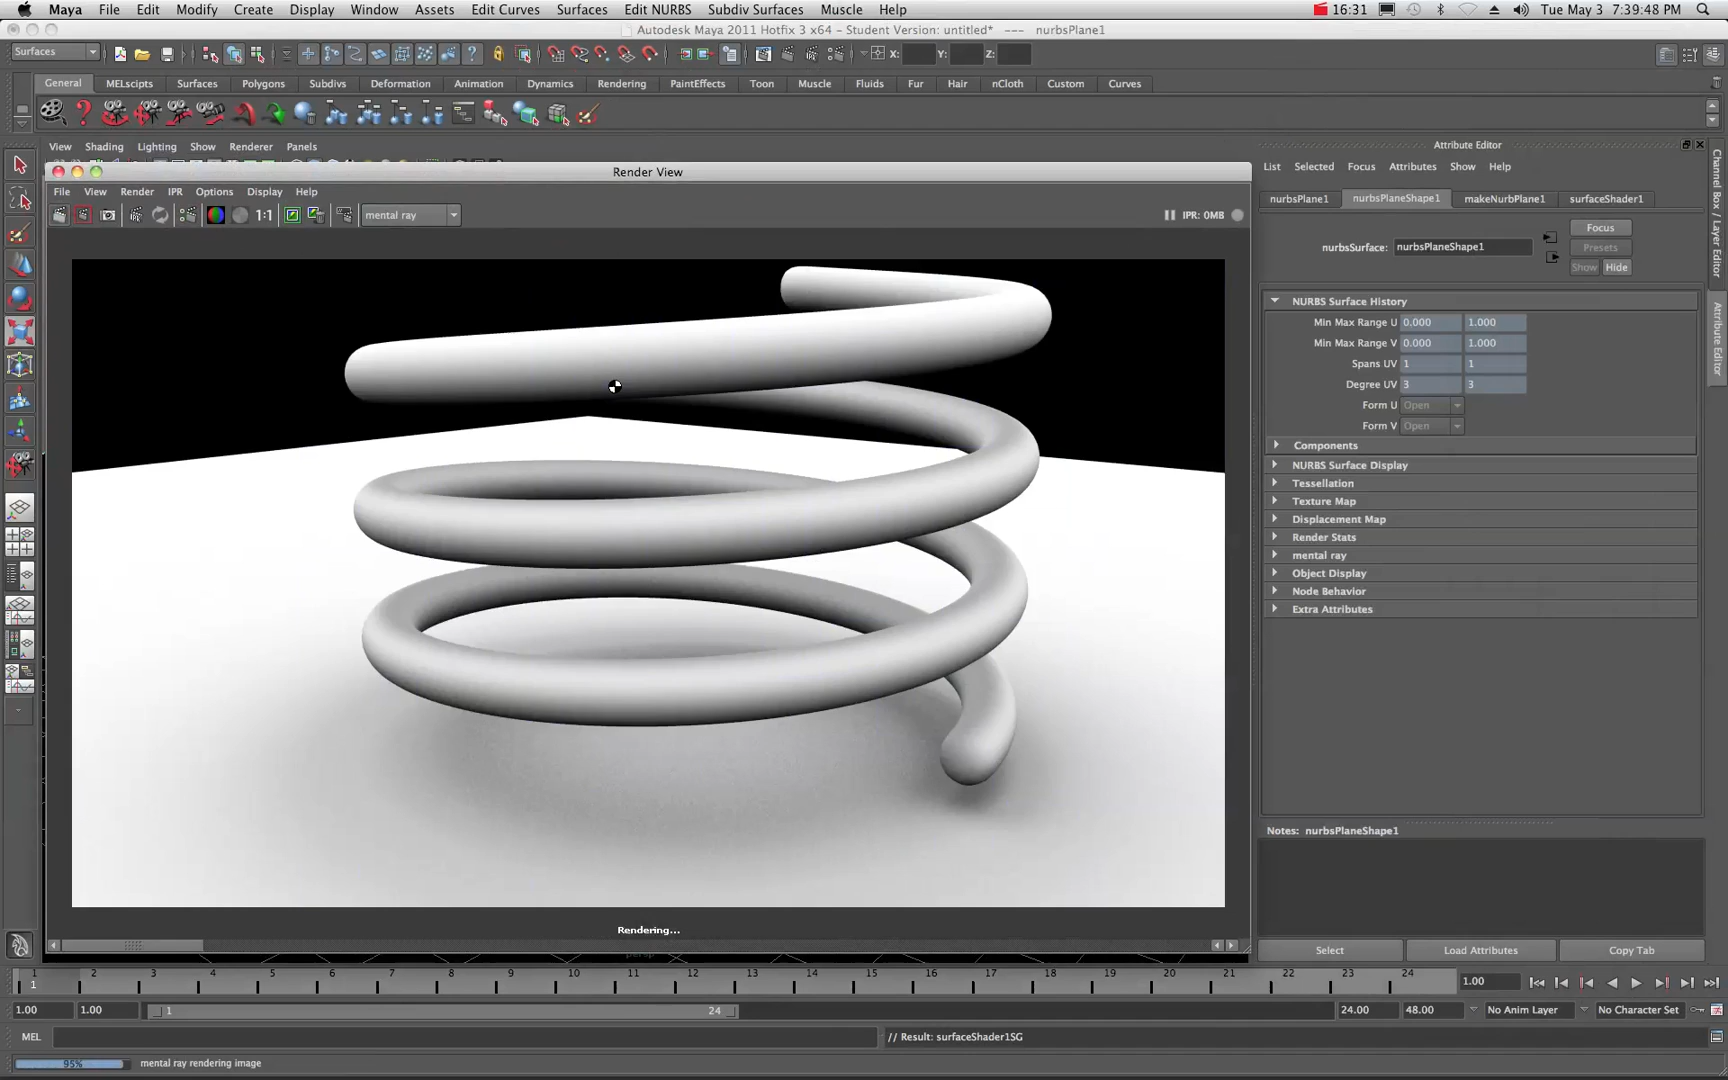 Maya File Edit Modify Create Display Window Assets Edit Curves Surfaces Edit NURBS Subdiv Surfaces Muscle Help 16:31 Tue May 3 7:39:48 PM
Autodesk Maya 2011 Hotfix 3 x64 - Student Version: untitled* --- nurbsPlane1
Surfaces X: Y: Z:
General MELscipts Surfaces Polygons Subdivs Deformation Animation Dynamics Rendering PaintEffects Toon Muscle Fluids Fur Hair nCloth Custom Curves
View Shading Lighting Show Renderer Panels
Attribute Editor
List Selected Focus Attributes Show Help
Render View
File View Render IPR Options Display Help
1:1 mental ray IPR: 0MB
nurbsPlane1 nurbsPlaneShape1 makeNurbPlane1 surfaceShader1
Focus
nurbsSurface: nurbsPlaneShape1 Presets
Show Hide
NURBS Surface History
Min Max Range U 0.000 1.000
Min Max Range V 0.000 1.000
Spans UV 1 1
Degree UV 3 3
Form U Open
Form V Open
Components
NURBS Surface Display
Tessellation
Texture Map
Displacement Map
Render Stats
mental ray
Object Display
Node Behavior
Extra Attributes
Channel Box / Layer Editor
Attribute Editor
Notes: nurbsPlaneShape1
Rendering...
Select Load Attributes Copy Tab
persp
1 2 3 4 5 6 7 8 9 10 11 12 13 14 15 16 17 18 19 20 21 22 23 24 1.00
1
1.00 1.00 1 24 24.00 48.00 No Anim Layer No Character Set
MEL // Result: surfaceShader1SG
95% mental ray rendering image